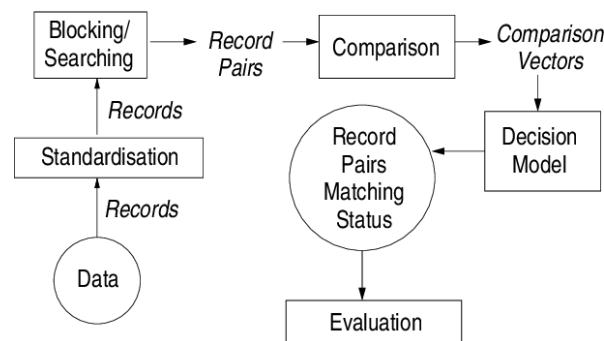 Blocking/
Searching
Record
Pairs
Comparison
Comparison
Vectors
Records
Standardisation
Records
Data
Decision
Model
Record
Pairs
Matching
Status
Evaluation